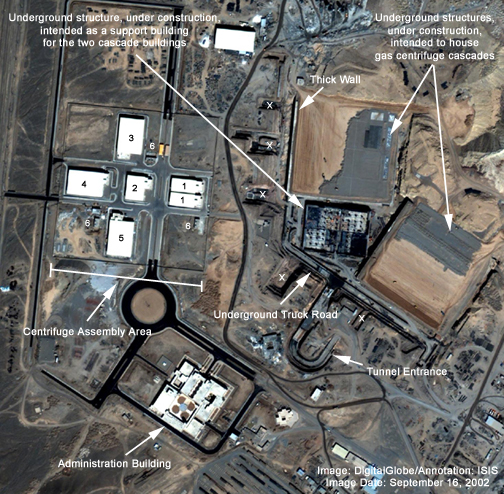 Underground structure, under construction,
intended as a support building
for the two cascade buildings
Underground structures,
under construction,
intended to house
gas centrifuge cascades
Thick Wall
X
X
X
3
6
4
2
1
1
6
5
6
X
X
Centrifuge Assembly Area
Underground Truck Road
Tunnel Entrance
Administration Building
Image: DigitalGlobe/Annotation: ISIS
Image Date: September 16, 2002